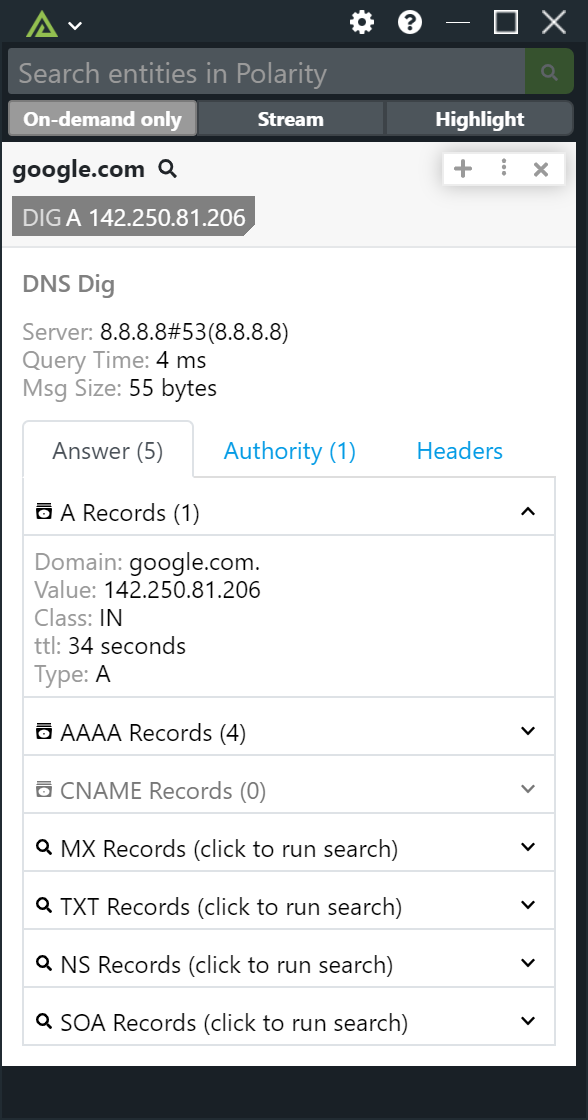 Search entities in Polarity
On-demand only Stream Highlight
google.com
DIG A 142.250.81.206
DNS Dig
Server: 8.8.8.8#53(8.8.8.8)
Query Time: 4 ms
Msg Size: 55 bytes
Answer (5) Authority (1) Headers
A Records (1)
Domain: google.com.
Value: 142.250.81.206
Class: IN
ttl: 34 seconds
Type: A
AAAA Records (4)
CNAME Records (0)
MX Records (click to run search)
TXT Records (click to run search)
NS Records (click to run search)
SOA Records (click to run search)